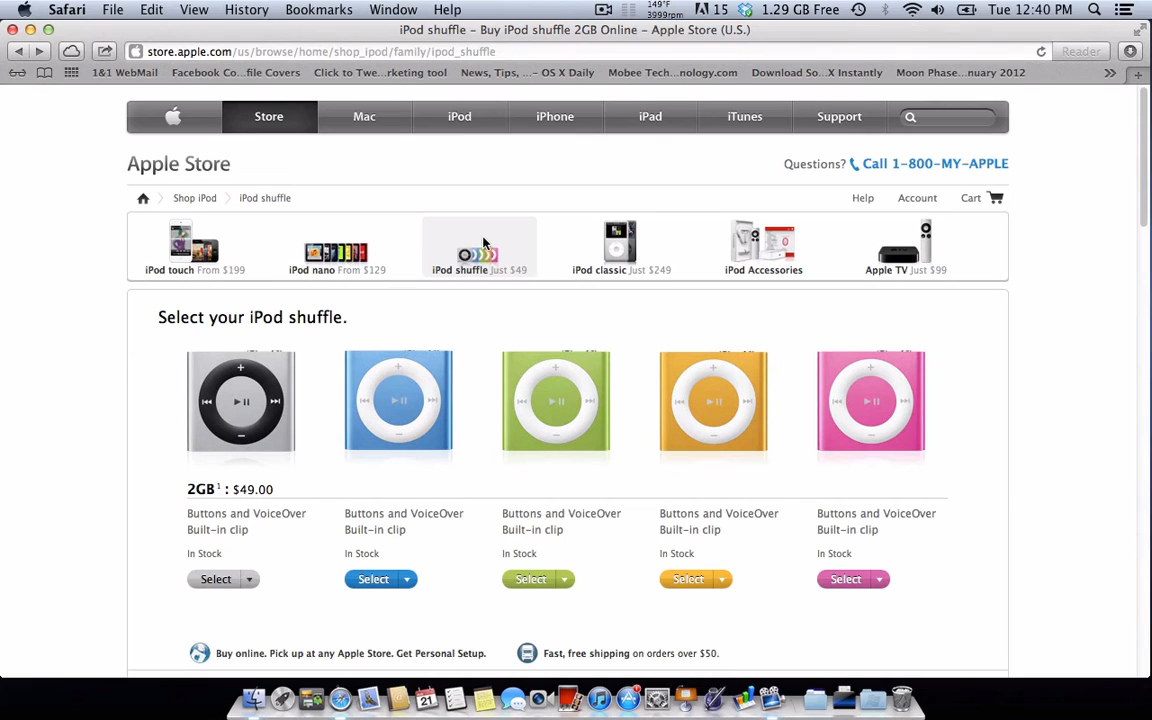 Safari File Edit View History Bookmarks Window Help 149°F 3999rpm 15 1.29 GB Free Tue 12:40 PM
iPod shuffle – Buy iPod shuffle 2GB Online – Apple Store (U.S.)
store.apple.com/us/browse/home/shop_ipod/family/ipod_shuffle Reader
1&1 WebMail Facebook Co...file Covers Click to Twe...rketing tool News, Tips, ...– OS X Daily Mobee Tech...nology.com Download So...X Instantly Moon Phase...nuary 2012
Store Mac iPod iPhone iPad iTunes Support
Apple Store Questions? Call 1-800-MY-APPLE
Shop iPod iPod shuffle Help Account Cart
iPod touch From $199 iPod nano From $129 iPod shuffle Just $49 iPod classic Just $249 iPod Accessories Apple TV Just $99
Select your iPod shuffle.
2GB1 : $49.00
Buttons and VoiceOver Buttons and VoiceOver Buttons and VoiceOver Buttons and VoiceOver Buttons and VoiceOver
Built-in clip Built-in clip Built-in clip Built-in clip Built-in clip
In Stock In Stock In Stock In Stock In Stock
Select Select Select Select Select
Buy online. Pick up at any Apple Store. Get Personal Setup. Fast, free shipping on orders over $50.
21